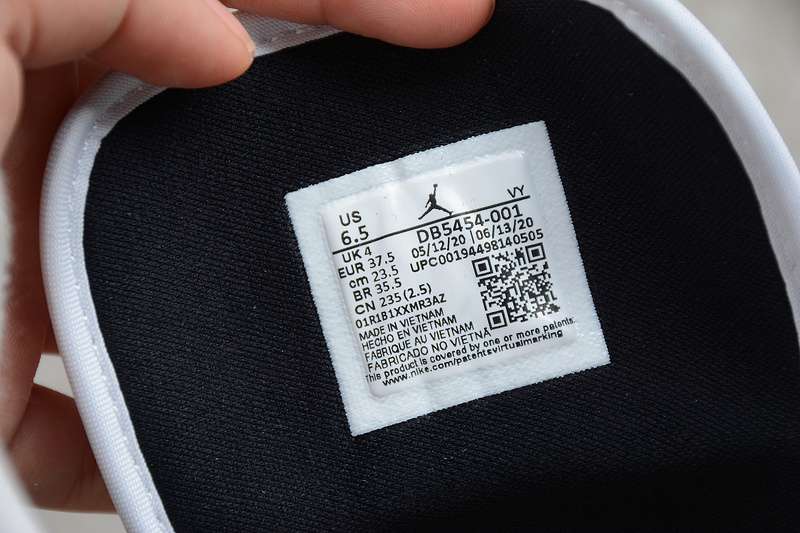 US
6.5
VY
UK 4
DB5454-001
EUR 37.5
05/12/20 06/13/20
cm 23.5
UPC00194498140505
BR 35.5
CN 235 (2.5)
01R1B1XXMR3AZ
MADE IN VIETNAM
HECHO EN VIETNAM
FABRIQUE AU VIETNAM
FABRICADO NO VIETNÃ
This product is covered by one or more patents.
www.nike.com/patentsvirtualmarking